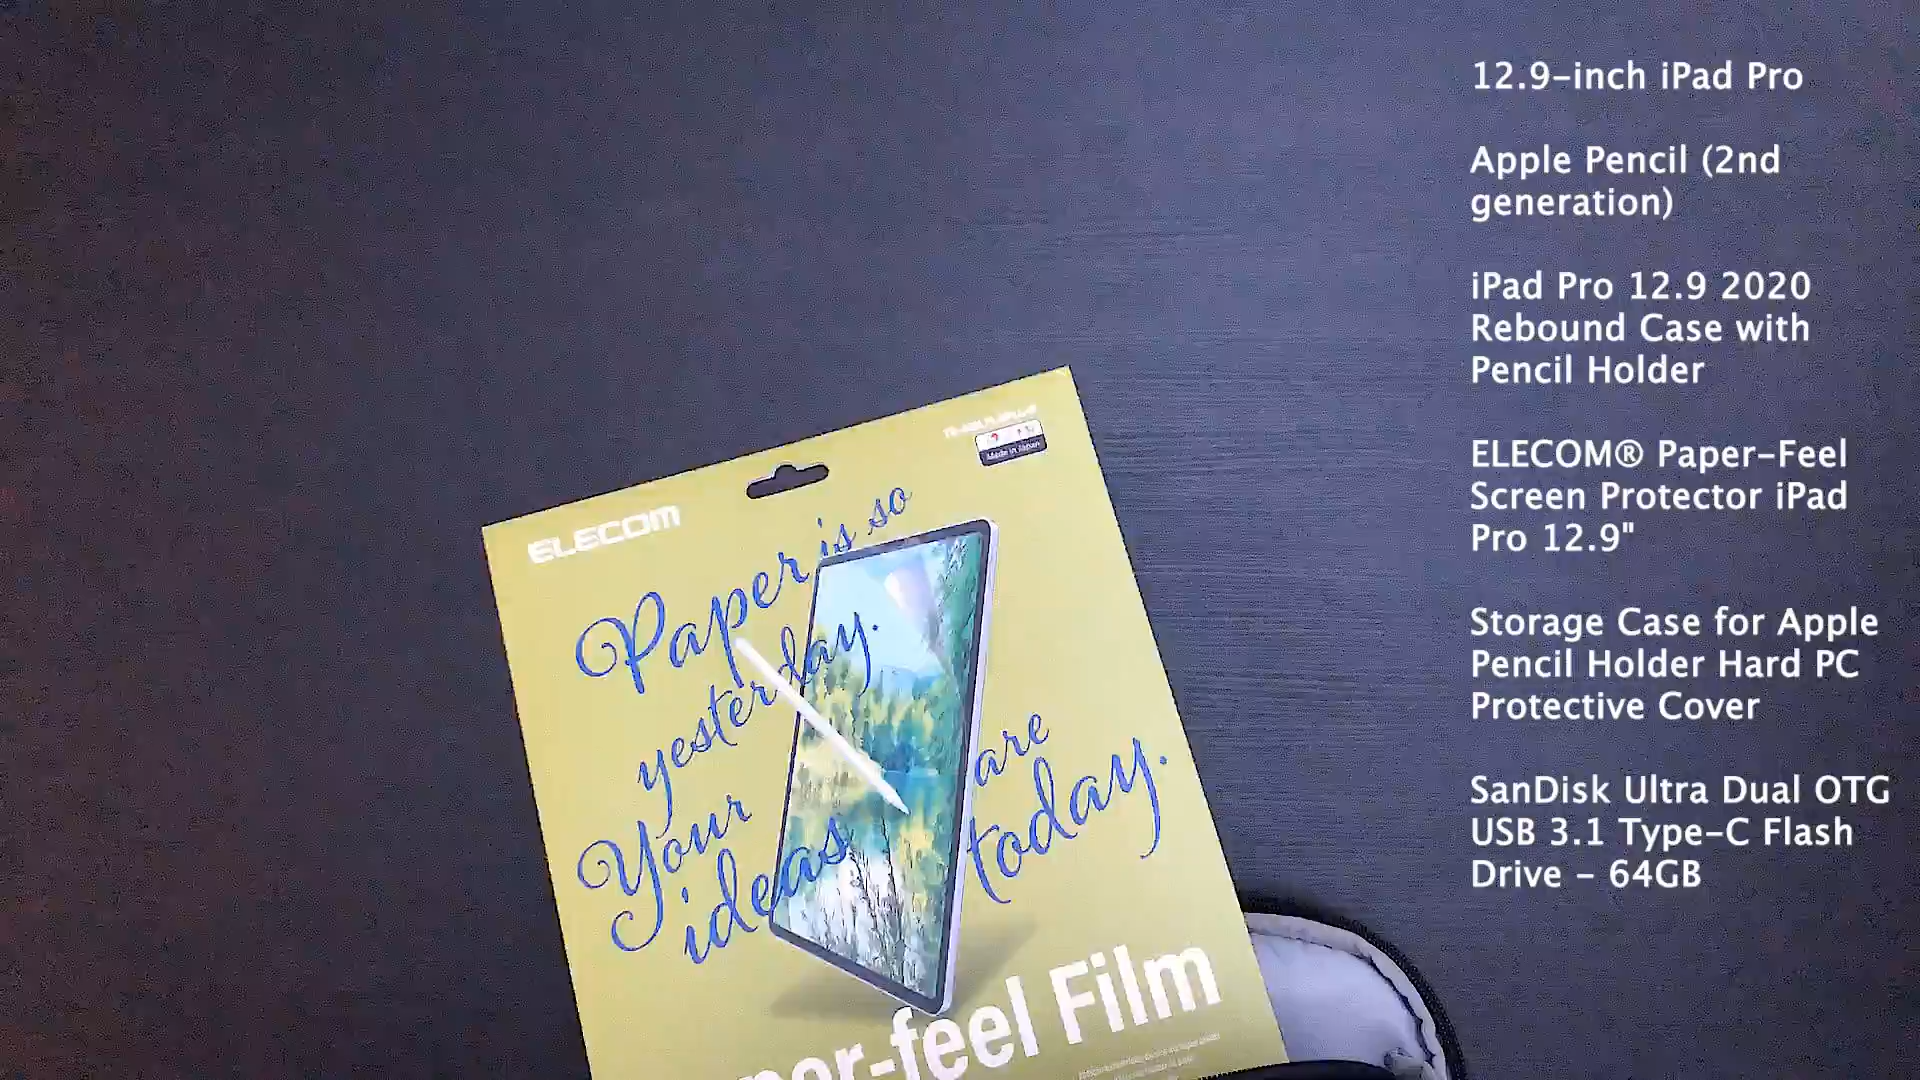 12.9-inch iPad Pro
Apple Pencil (2nd
generation)
iPad Pro 12.9 2020
Rebound Case with
Pencil Holder
ELECOM® Paper-Feel
Screen Protector iPad
Pro 12.9"
Storage Case for Apple
Pencil Holder Hard PC
Protective Cover
SanDisk Ultra Dual OTG
USB 3.1 Type-C Flash
Drive - 64GB
Made in Japan
ELECOM
Paper is so
yesterday.
Your
ideas are
today.
per-feel Film